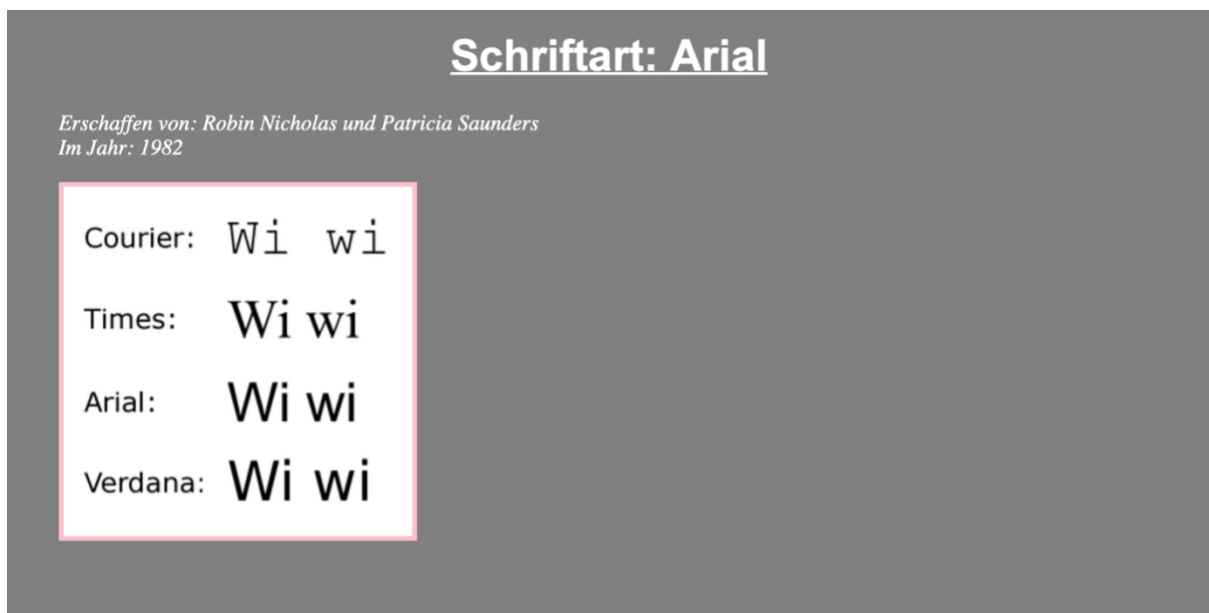 Schriftart: Arial
Erschaffen von: Robin Nicholas und Patricia Saunders
Im Jahr: 1982
Courier: Wi wi
Times: Wi wi
Arial: Wi wi
Verdana: Wi wi